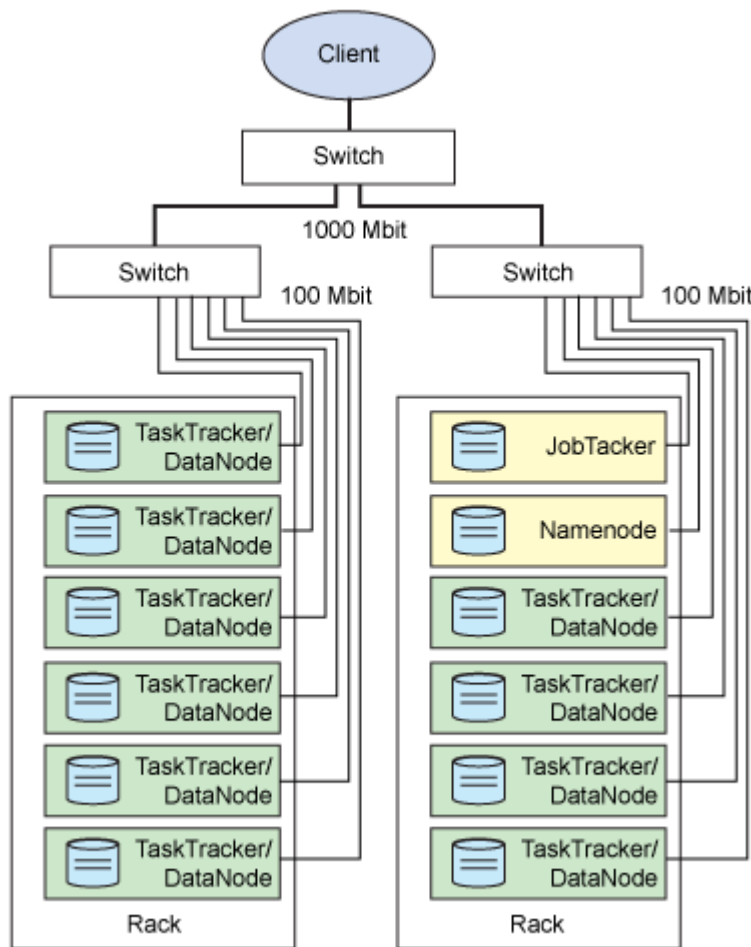 Client
Switch
1000 Mbit
Switch
Switch
100 Mbit
100 Mbit
TaskTracker/
DataNode
TaskTracker/
DataNode
TaskTracker/
DataNode
TaskTracker/
DataNode
TaskTracker/
DataNode
TaskTracker/
DataNode
Rack
JobTacker
Namenode
TaskTracker/
DataNode
TaskTracker/
DataNode
TaskTracker/
DataNode
TaskTracker/
DataNode
Rack